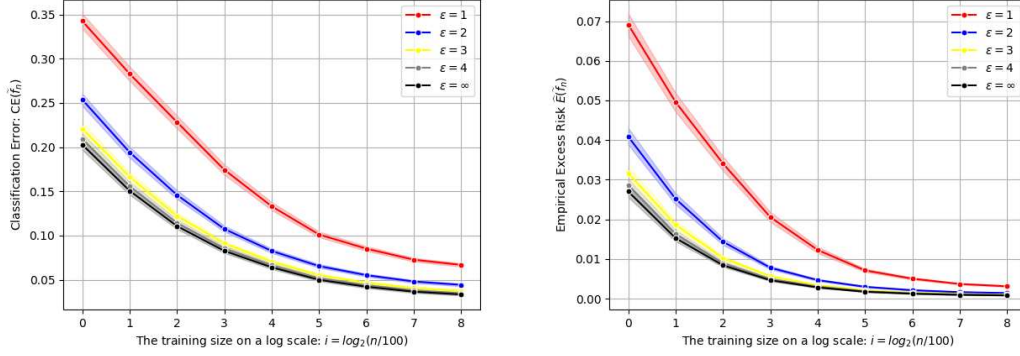 0.35
0.30
0.25
0.20
0.15
0.10
0.05
Classification Error: CE(f̃ₙ)
0 1 2 3 4 5 6 7 8
The training size on a log scale: i = log₂(n/100)
ε = 1
ε = 2
ε = 3
ε = 4
ε = ∞
0.07
0.06
0.05
0.04
0.03
0.02
0.01
0.00
Empirical Excess Risk Ẽ(f̃ₙ)
0 1 2 3 4 5 6 7 8
The training size on a log scale: i = log₂(n/100)
ε = 1
ε = 2
ε = 3
ε = 4
ε = ∞